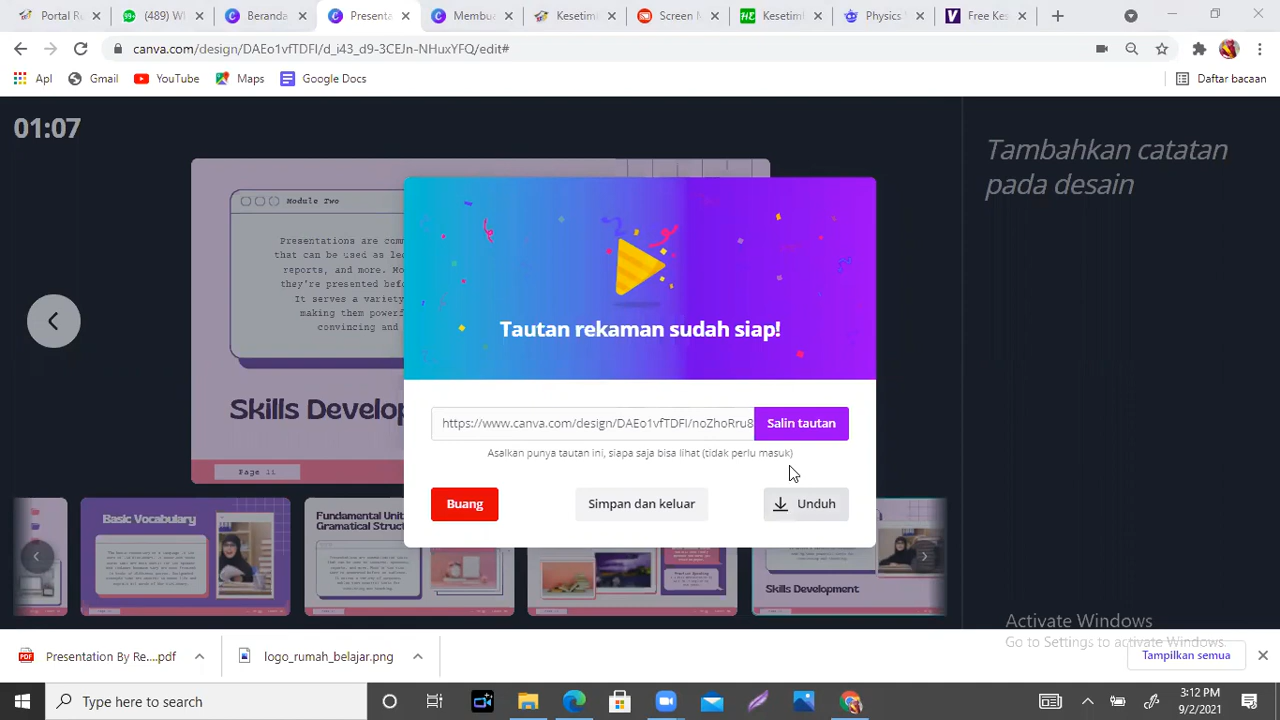 Portal R
(489) W
Beranda
Presenta
Membua
Kesetim
Screen M
Kesetimb
Physics
Free Kes
canva.com/design/DAEo1vfTDFI/d_i43_d9-3CEJn-NHuxYFQ/edit#
Apl
Gmail
YouTube
Maps
Google Docs
Daftar bacaan
01:07
Tambahkan catatan
pada desain
Module Two
Presentations are com
that can be used as le
reports, and more. Mo
they're presented befo
It serves a variety
making them powerf
convincing and
Skills Develop
Page 11
Tautan rekaman sudah siap!
https://www.canva.com/design/DAEo1vfTDFI/noZhoRru8
Salin tautan
Asalkan punya tautan ini, siapa saja bisa lihat (tidak perlu masuk)
Buang
Simpan dan keluar
Unduh
Basic Vocabulary
Fundamental Unit
Gramatical Struc
Skills Development
Activate Windows
Go to Settings to activate Windows.
Presentation By Re....pdf
logo_rumah_belajar.png
Tampilkan semua
Type here to search
3:12 PM
9/2/2021